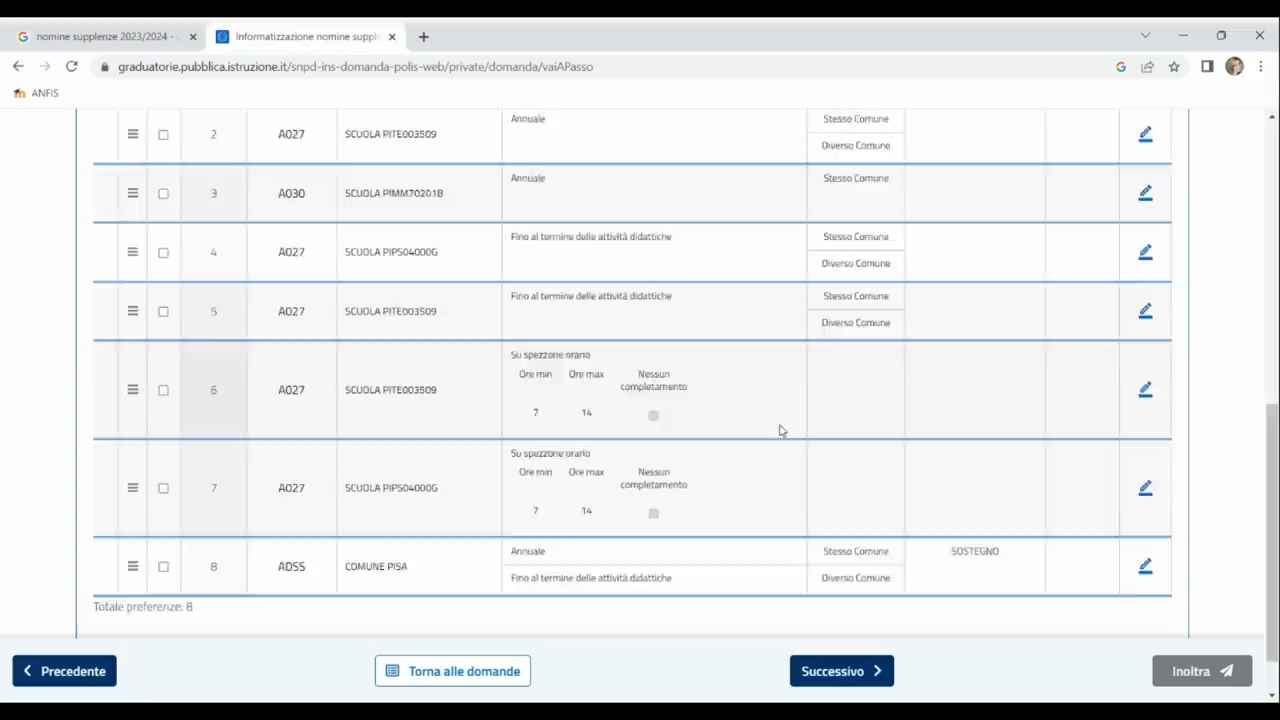 nomine supplenze 2023/2024 -
Informatizzazione nomine suppl
graduatorie.pubblica.istruzione.it/snpd-ins-domanda-polis-web/private/domanda/vaiAPasso
ANFIS
2 A027 SCUOLA PITE003509 Annuale Stesso Comune
Diverso Comune
3 A030 SCUOLA PIMM70201B Annuale Stesso Comune
4 A027 SCUOLA PIPS04000G Fino al termine delle attività didattiche Stesso Comune
Diverso Comune
5 A027 SCUOLA PITE003509 Fino al termine delle attività didattiche Stesso Comune
Diverso Comune
Su spezzone orario
Ore min Ore max Nessun completamento
6 A027 SCUOLA PITE003509
7 14
Su spezzone orario
Ore min Ore max Nessun completamento
7 A027 SCUOLA PIPS04000G
7 14
8 ADSS COMUNE PISA Annuale Stesso Comune SOSTEGNO
Fino al termine delle attività didattiche Diverso Comune
Totale preferenze: 8
Precedente Torna alle domande Successivo Inoltra